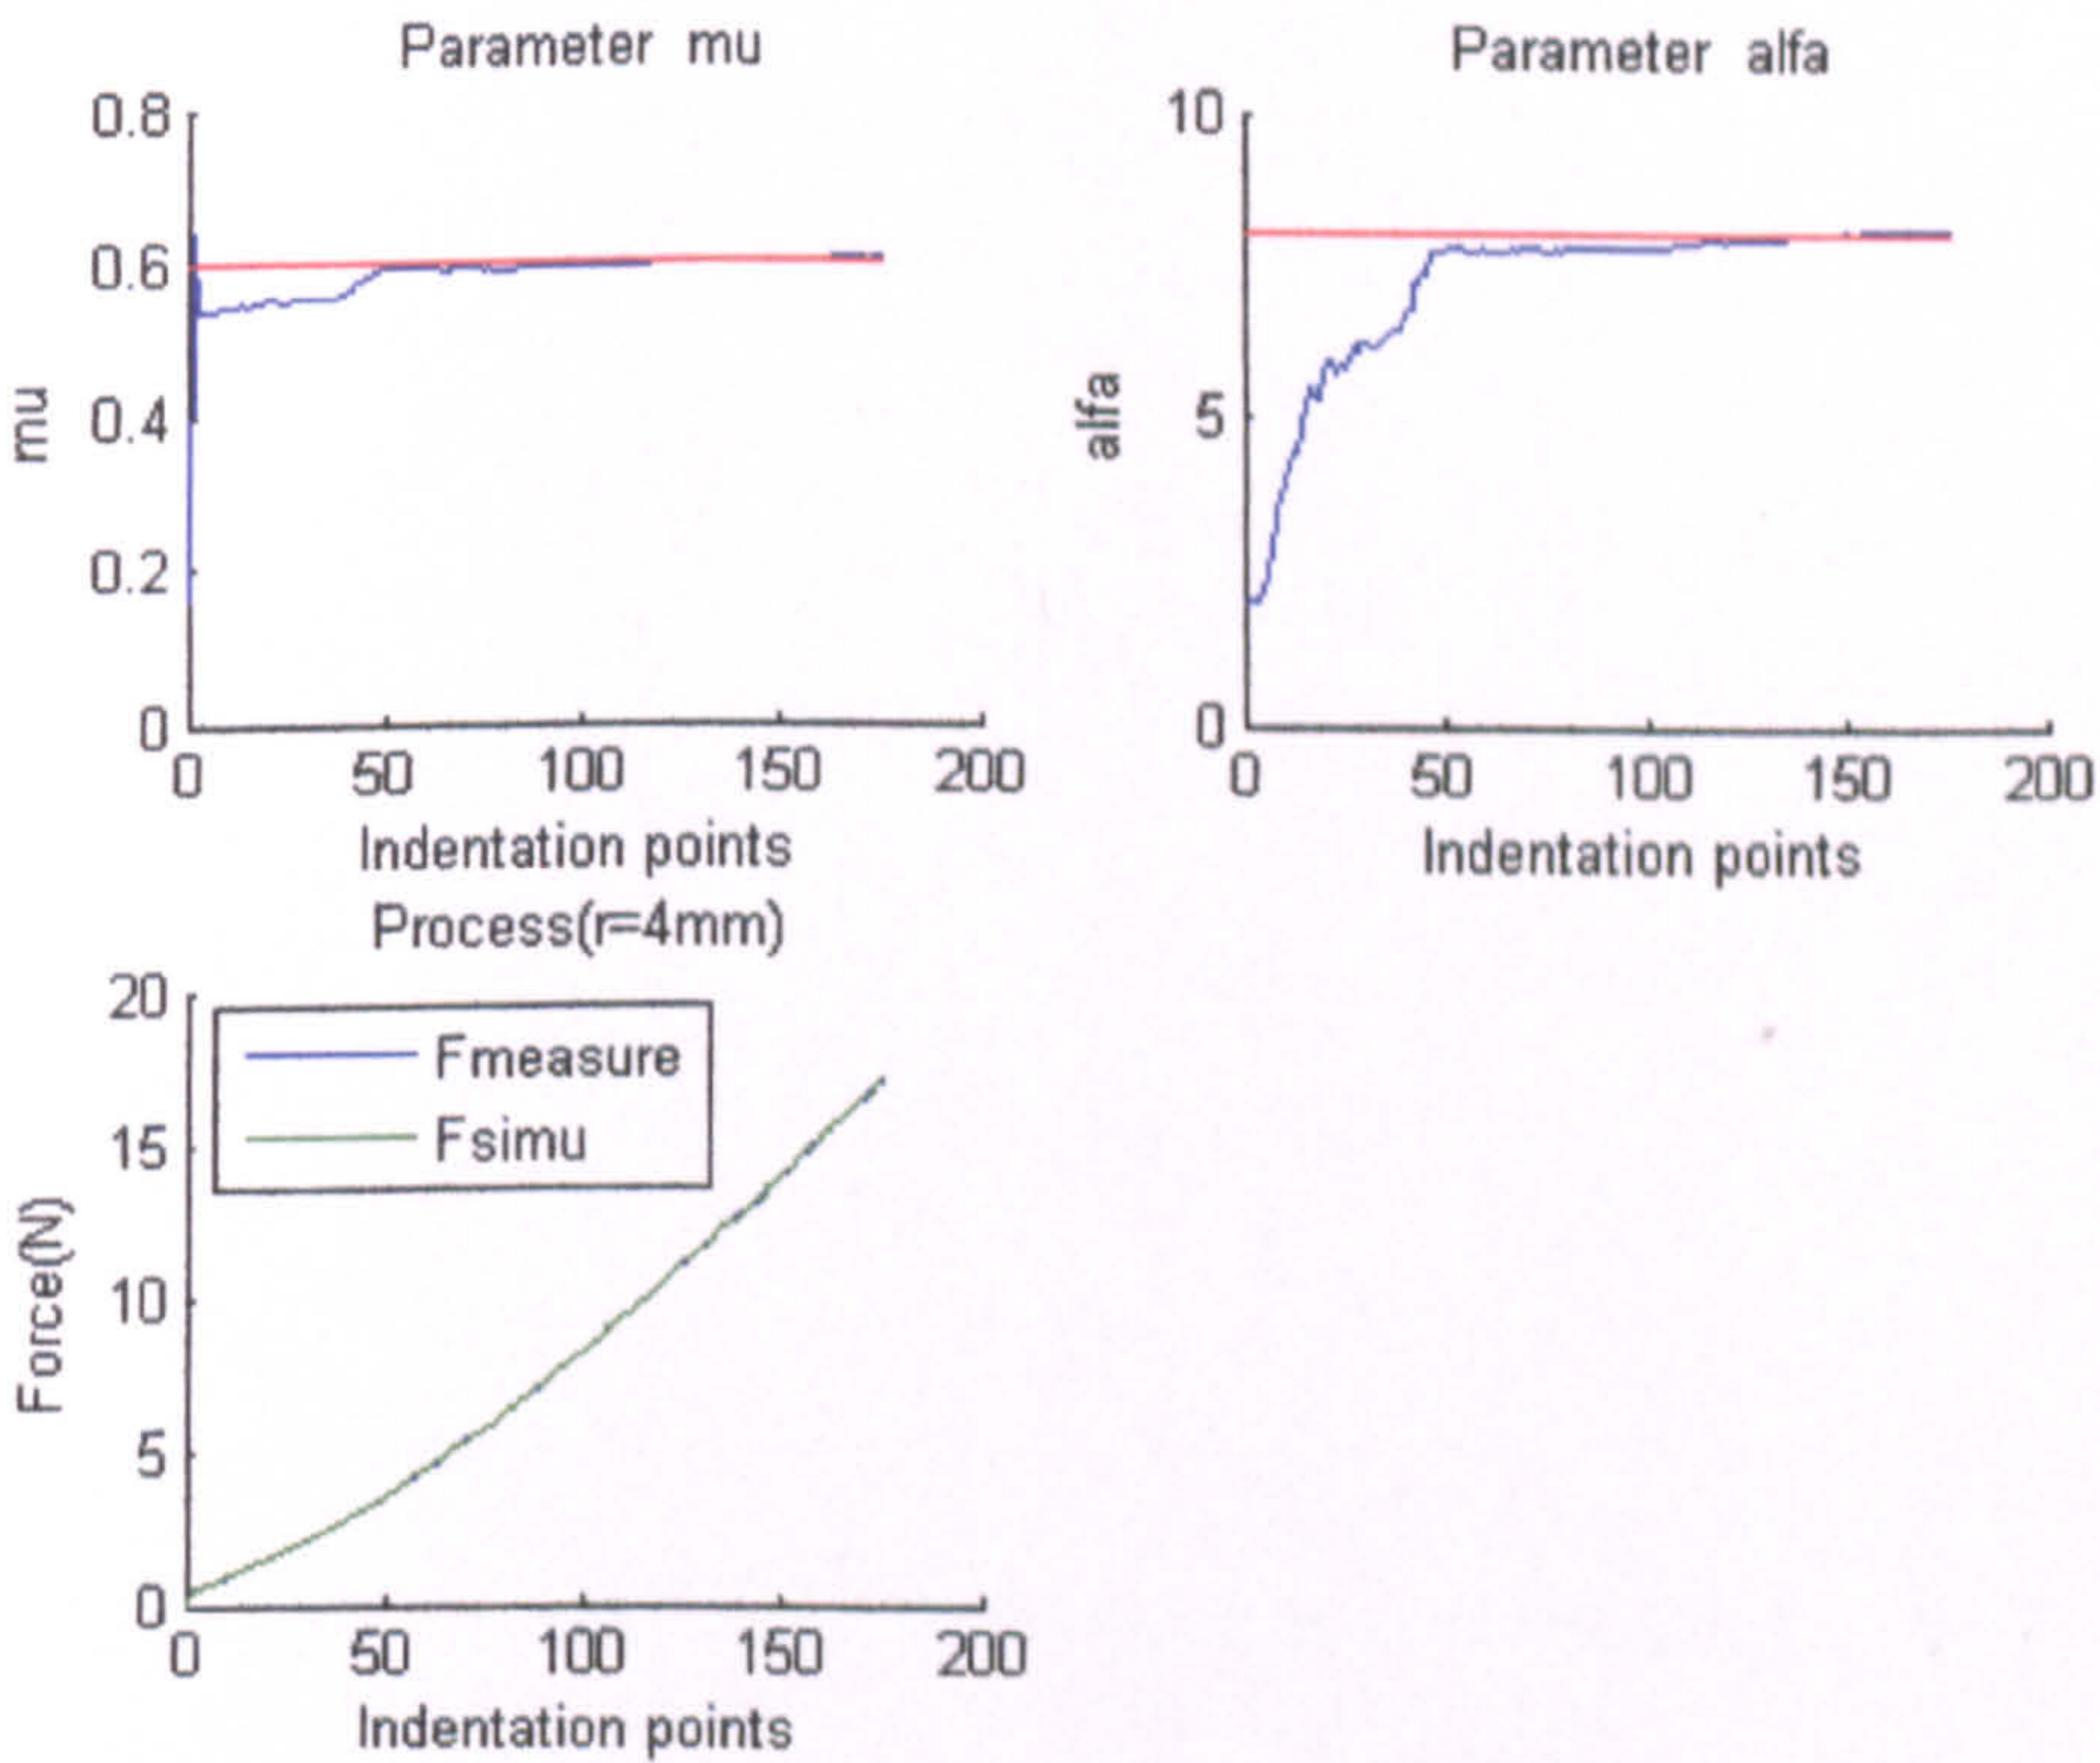 Parameter mu
0.8
0.6
0.4
0.2
0
mu
0 50 100 150 200
Indentation points
Parameter alfa
10
5
0
alfa
0 50 100 150 200
Indentation points
Process(r=4mm)
20
15
10
5
0
Force(N)
Fmeasure
Fsimu
0 50 100 150 200
Indentation points